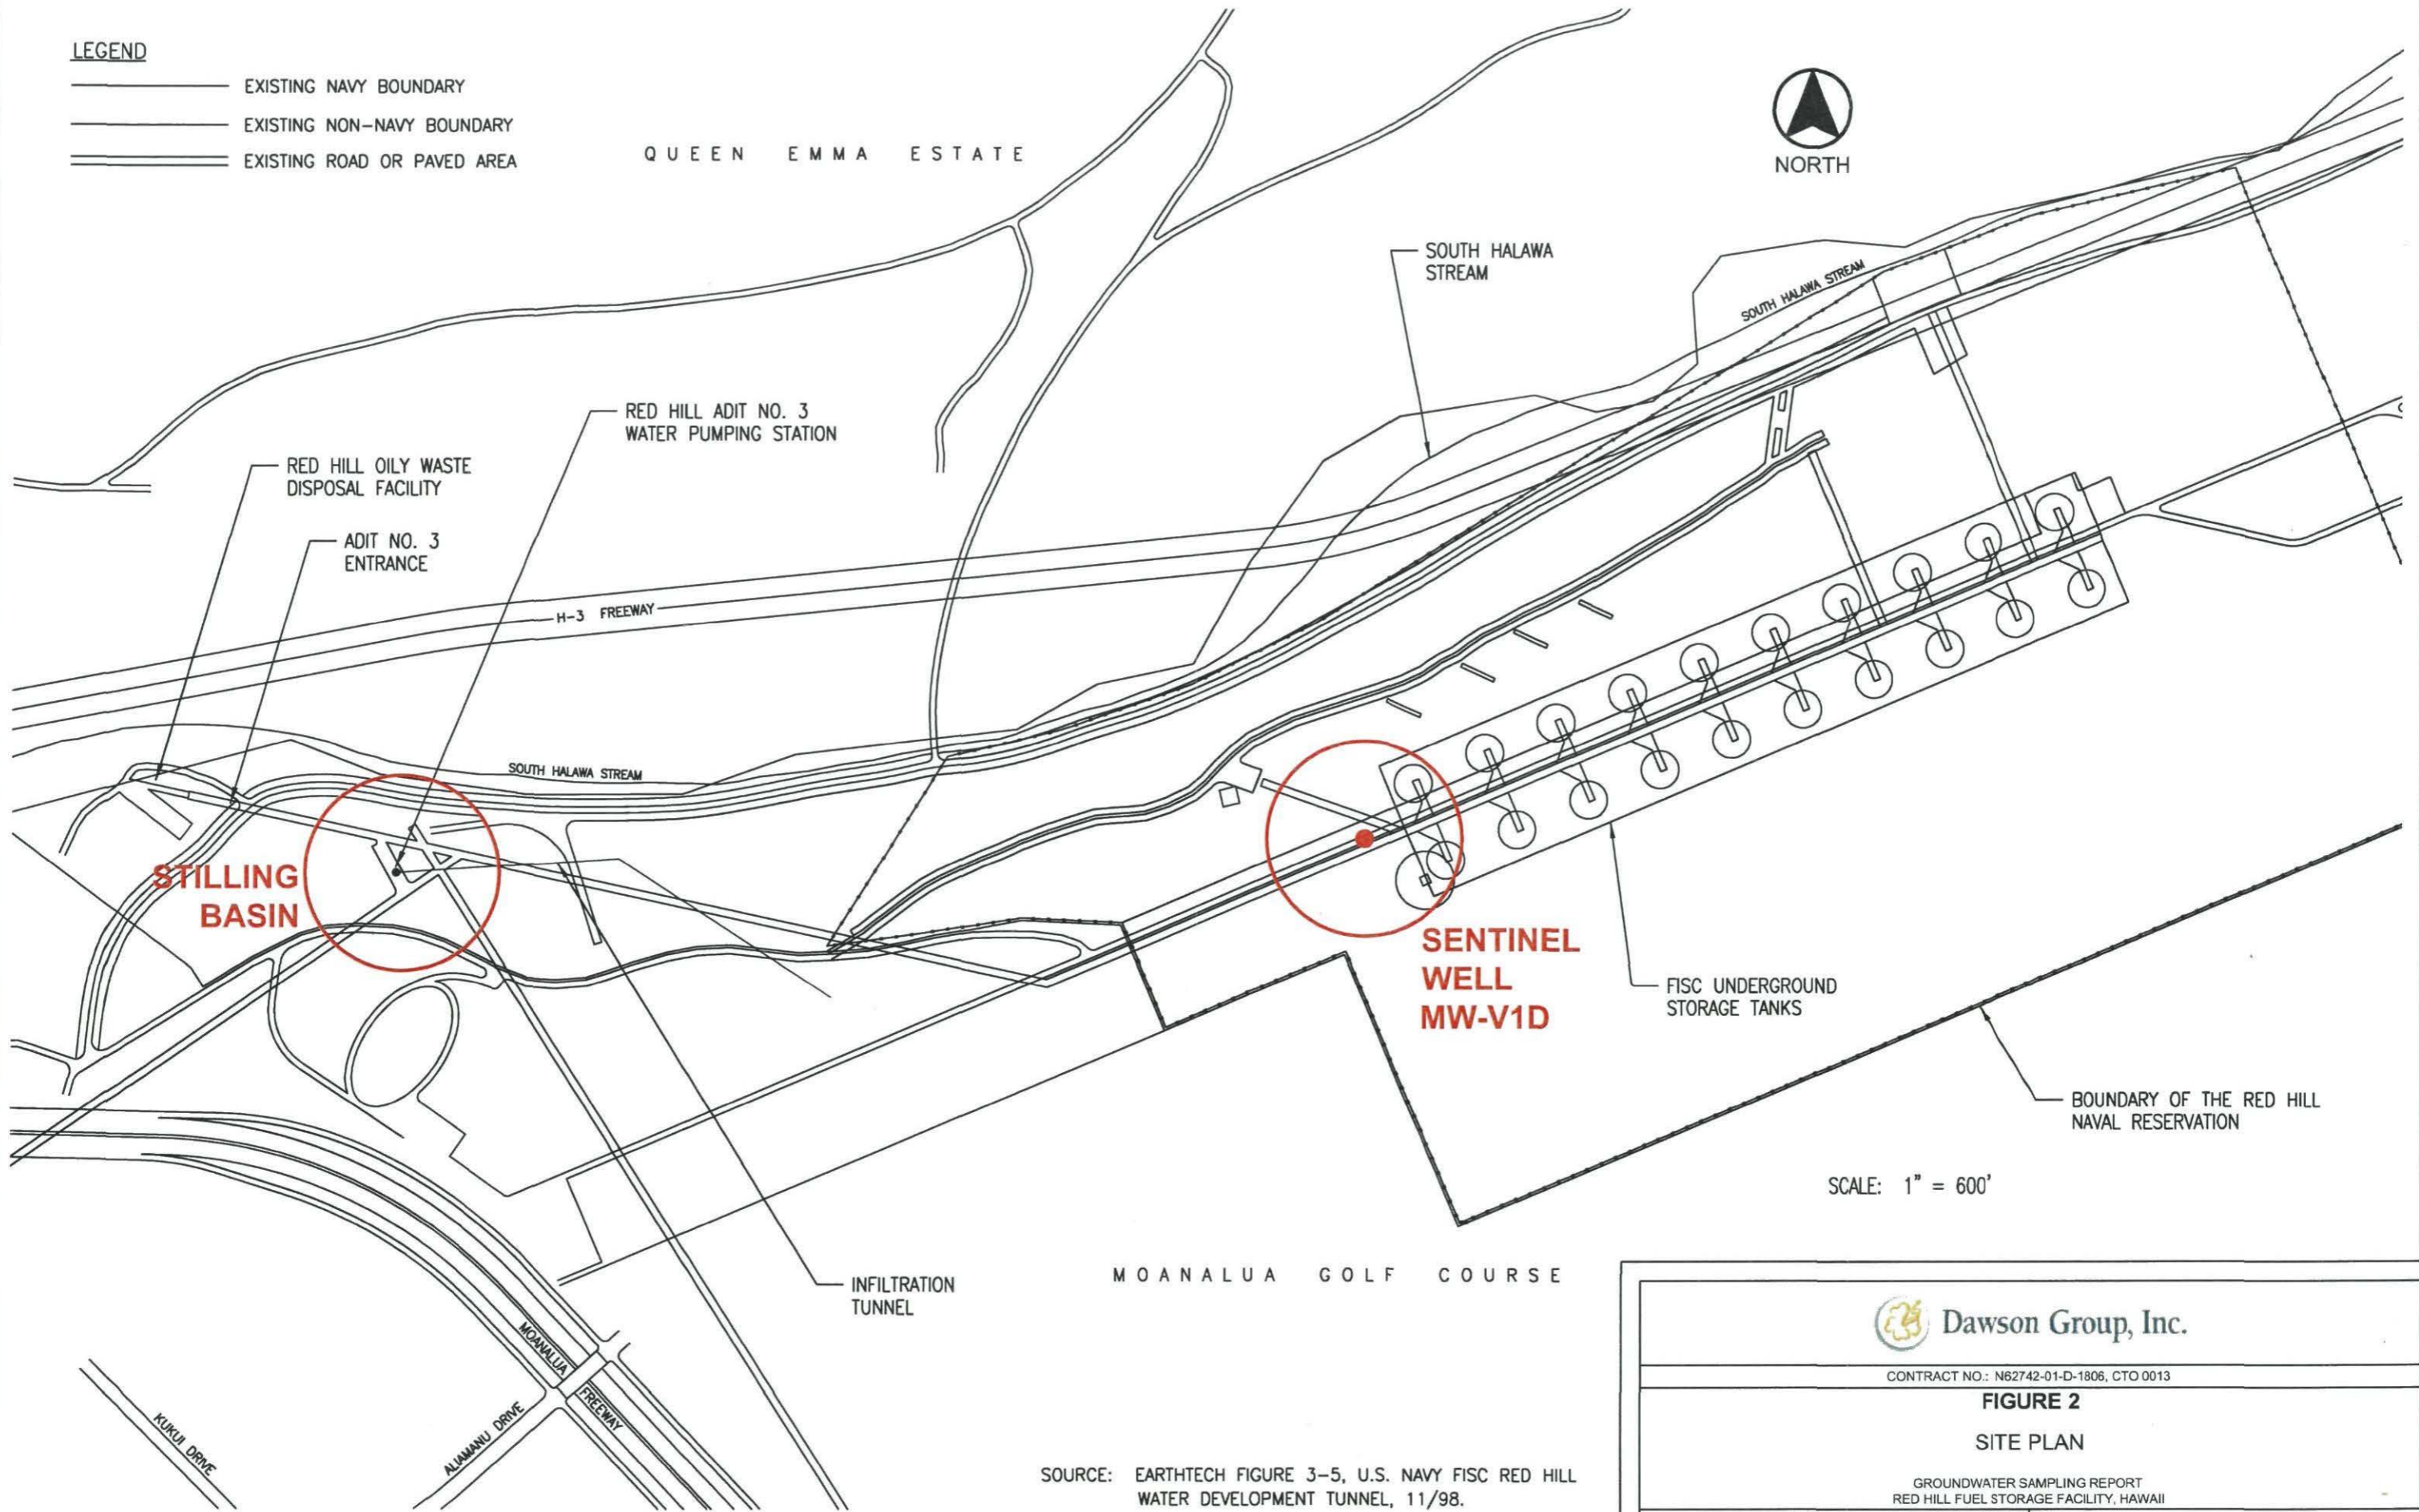 LEGEND
EXISTING NAVY BOUNDARY
EXISTING NON-NAVY BOUNDARY
EXISTING ROAD OR PAVED AREA
QUEEN EMMA ESTATE
NORTH
SOUTH HALAWA
STREAM
SOUTH HALAWA STREAM
RED HILL ADIT NO. 3
WATER PUMPING STATION
RED HILL OILY WASTE
DISPOSAL FACILITY
ADIT NO. 3
ENTRANCE
H-3 FREEWAY
SOUTH HALAWA STREAM
STILLING
BASIN
SENTINEL
WELL
MW-V1D
FISC UNDERGROUND
STORAGE TANKS
BOUNDARY OF THE RED HILL
NAVAL RESERVATION
SCALE: 1" = 600'
INFILTRATION
TUNNEL
MOANALUA GOLF COURSE
MOANALUA
FREEWAY
KUKUI DRIVE
ALIAMANU DRIVE
SOURCE: EARTHTECH FIGURE 3-5, U.S. NAVY FISC RED HILL
WATER DEVELOPMENT TUNNEL, 11/98.
Dawson Group, Inc.
CONTRACT NO.: N62742-01-D-1806, CTO 0013
FIGURE 2
SITE PLAN
GROUNDWATER SAMPLING REPORT
RED HILL FUEL STORAGE FACILITY, HAWAII